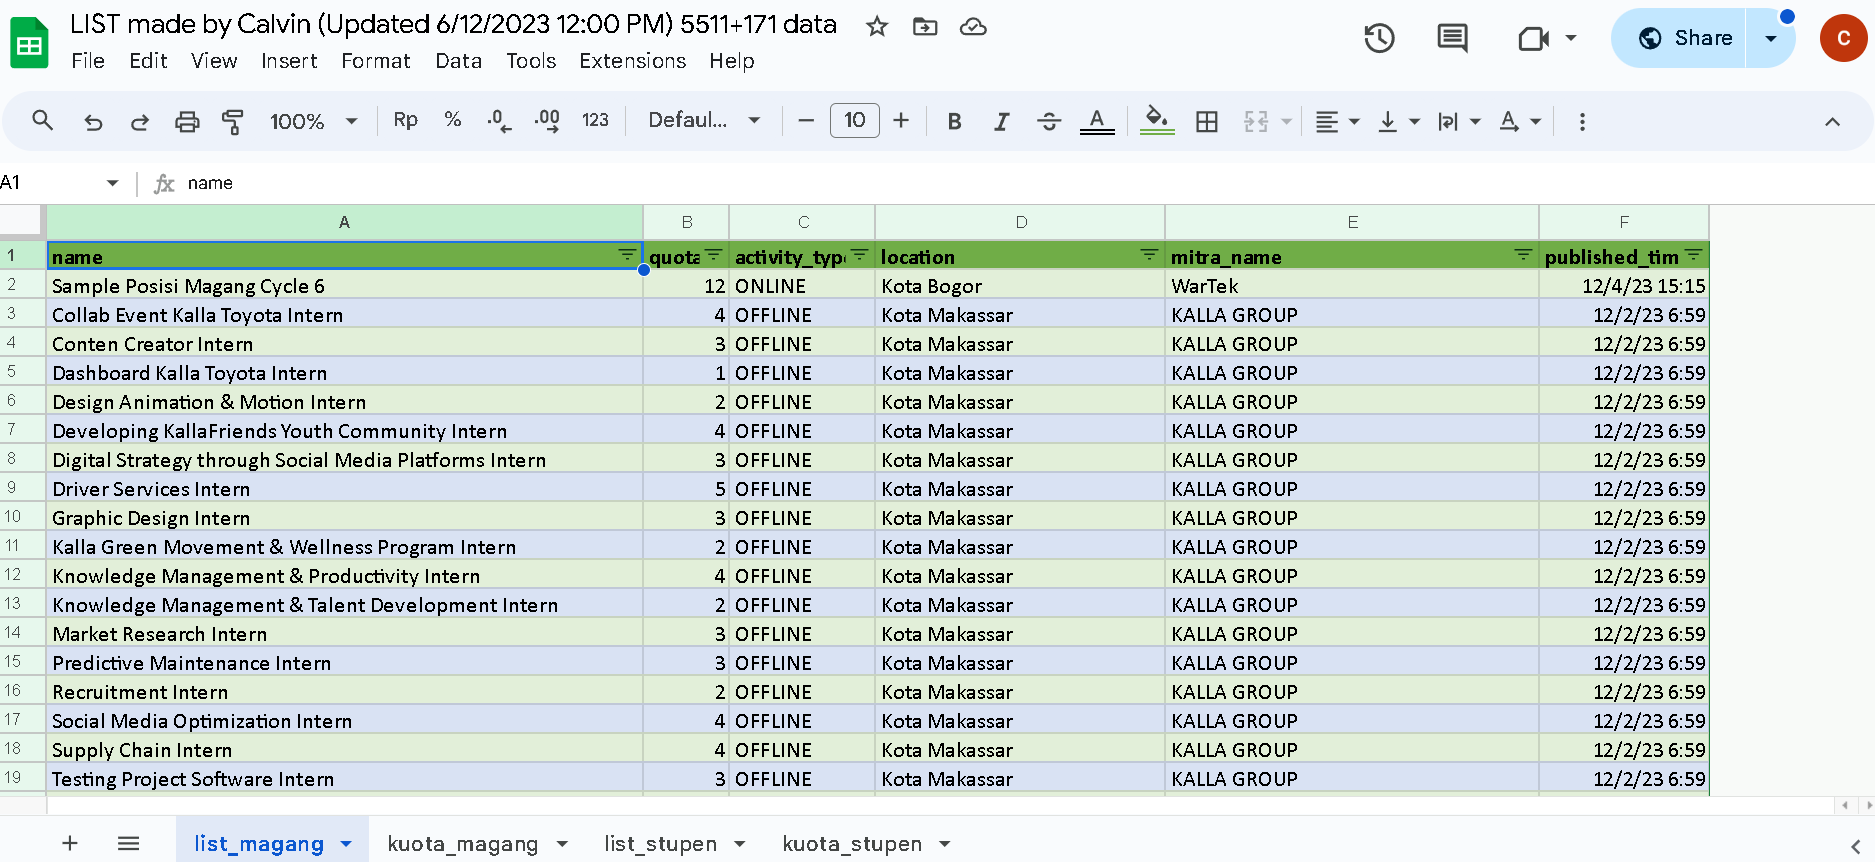 LIST made by Calvin (Updated 6/12/2023 12:00 PM) 5511+171 data
File Edit View Insert Format Data Tools Extensions Help
Share
C
100% Rp % .0 .00 123 Defaul... 10 B I A A
A1 fx name
A B C D E F
1 name quota activity_type location mitra_name published_tim
2 Sample Posisi Magang Cycle 6 12 ONLINE Kota Bogor WarTek 12/4/23 15:15
3 Collab Event Kalla Toyota Intern 4 OFFLINE Kota Makassar KALLA GROUP 12/2/23 6:59
4 Conten Creator Intern 3 OFFLINE Kota Makassar KALLA GROUP 12/2/23 6:59
5 Dashboard Kalla Toyota Intern 1 OFFLINE Kota Makassar KALLA GROUP 12/2/23 6:59
6 Design Animation & Motion Intern 2 OFFLINE Kota Makassar KALLA GROUP 12/2/23 6:59
7 Developing KallaFriends Youth Community Intern 4 OFFLINE Kota Makassar KALLA GROUP 12/2/23 6:59
8 Digital Strategy through Social Media Platforms Intern 3 OFFLINE Kota Makassar KALLA GROUP 12/2/23 6:59
9 Driver Services Intern 5 OFFLINE Kota Makassar KALLA GROUP 12/2/23 6:59
10 Graphic Design Intern 3 OFFLINE Kota Makassar KALLA GROUP 12/2/23 6:59
11 Kalla Green Movement & Wellness Program Intern 2 OFFLINE Kota Makassar KALLA GROUP 12/2/23 6:59
12 Knowledge Management & Productivity Intern 4 OFFLINE Kota Makassar KALLA GROUP 12/2/23 6:59
13 Knowledge Management & Talent Development Intern 2 OFFLINE Kota Makassar KALLA GROUP 12/2/23 6:59
14 Market Research Intern 3 OFFLINE Kota Makassar KALLA GROUP 12/2/23 6:59
15 Predictive Maintenance Intern 3 OFFLINE Kota Makassar KALLA GROUP 12/2/23 6:59
16 Recruitment Intern 2 OFFLINE Kota Makassar KALLA GROUP 12/2/23 6:59
17 Social Media Optimization Intern 4 OFFLINE Kota Makassar KALLA GROUP 12/2/23 6:59
18 Supply Chain Intern 4 OFFLINE Kota Makassar KALLA GROUP 12/2/23 6:59
19 Testing Project Software Intern 3 OFFLINE Kota Makassar KALLA GROUP 12/2/23 6:59
list_magang kuota_magang list_stupen kuota_stupen